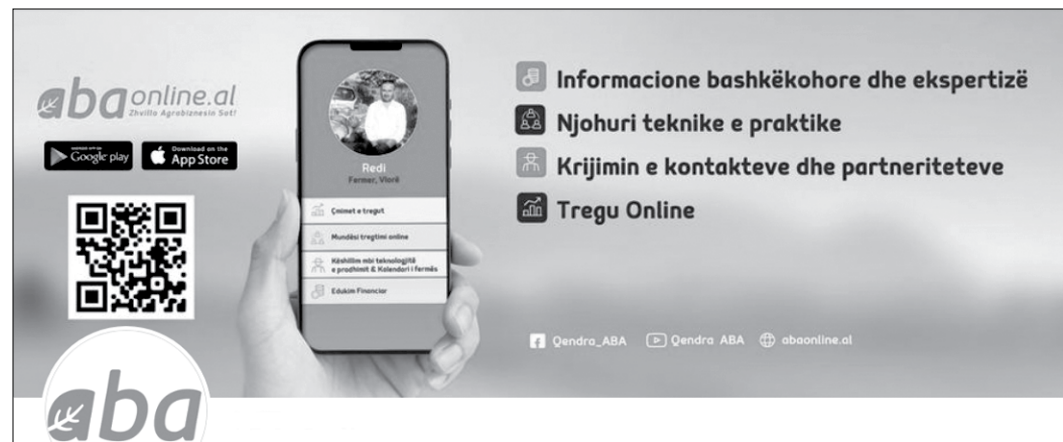 aba online.al
Zhvillo Agrobiznesin Sot!
Google play
Download on the
App Store
Redi
Fermer, Vlorë
Çmimet e tregut
Mundësi tregtimi online
Këshillim mbi teknologjitë
e prodhimit & Kalendari i fermës
Edukim Financiar
Informacione bashkëkohore dhe ekspertizë
Njohuri teknike e praktike
Krijimin e kontakteve dhe partneriteteve
Tregu Online
Qendra_ABA Qendra ABA abaonline.al
aba